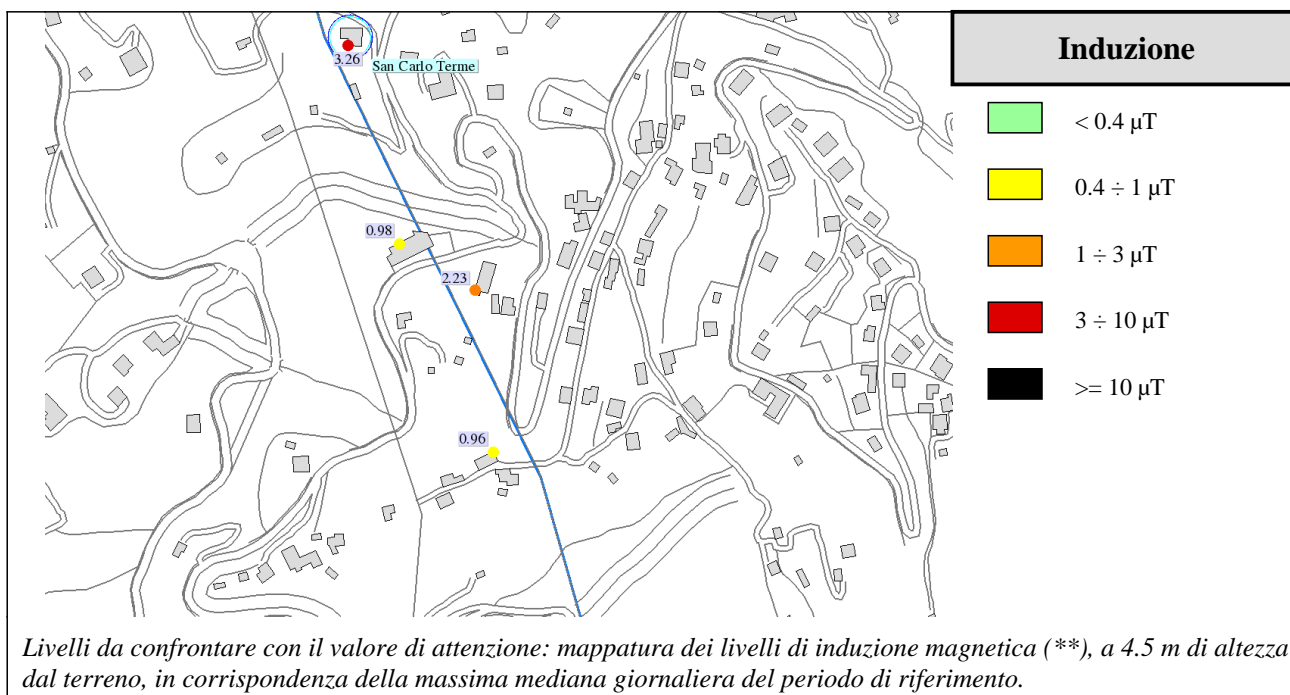 3.26
San Carlo Terme
0.98
2.23
0.96
Induzione
< 0.4 µT
0.4 ÷ 1 µT
1 ÷ 3 µT
3 ÷ 10 µT
>= 10 µT
Livelli da confrontare con il valore di attenzione: mappatura dei livelli di induzione magnetica (**), a 4.5 m di altezza
dal terreno, in corrispondenza della massima mediana giornaliera del periodo di riferimento.